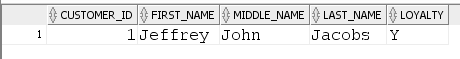 CUSTOMER_ID FIRST_NAME MIDDLE_NAME LAST_NAME LOYALTY
1 1 Jeffrey John Jacobs Y